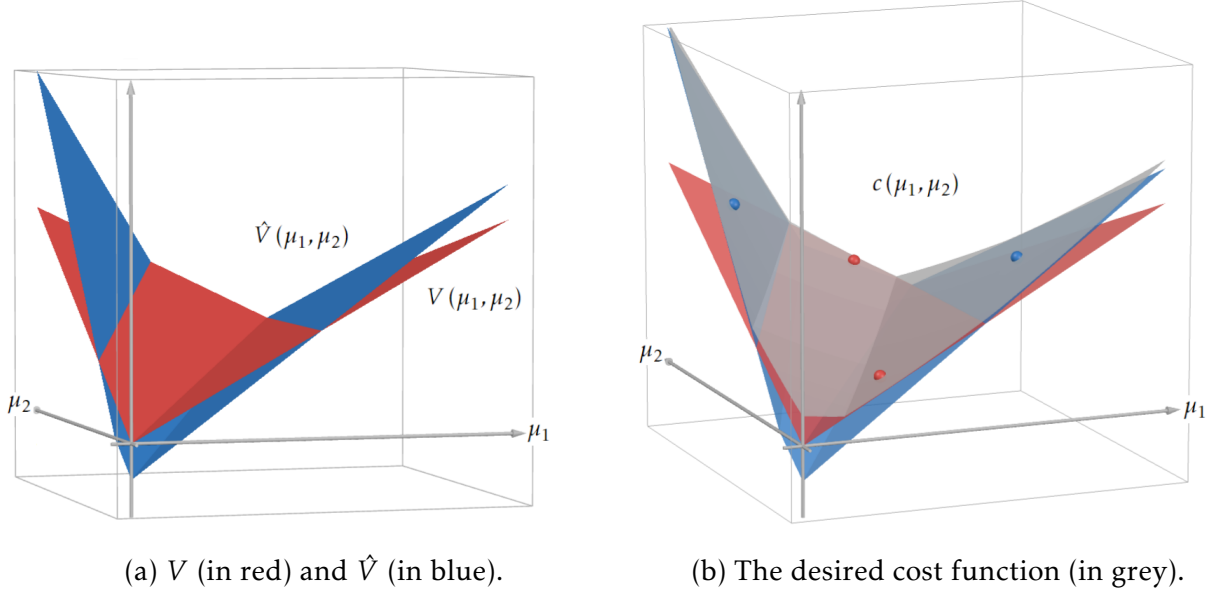 V̂ (μ₁, μ₂)
V (μ₁, μ₂)
μ₂
μ₁
(a) V (in red) and V̂ (in blue).
c (μ₁, μ₂)
μ₂
μ₁
(b) The desired cost function (in grey).